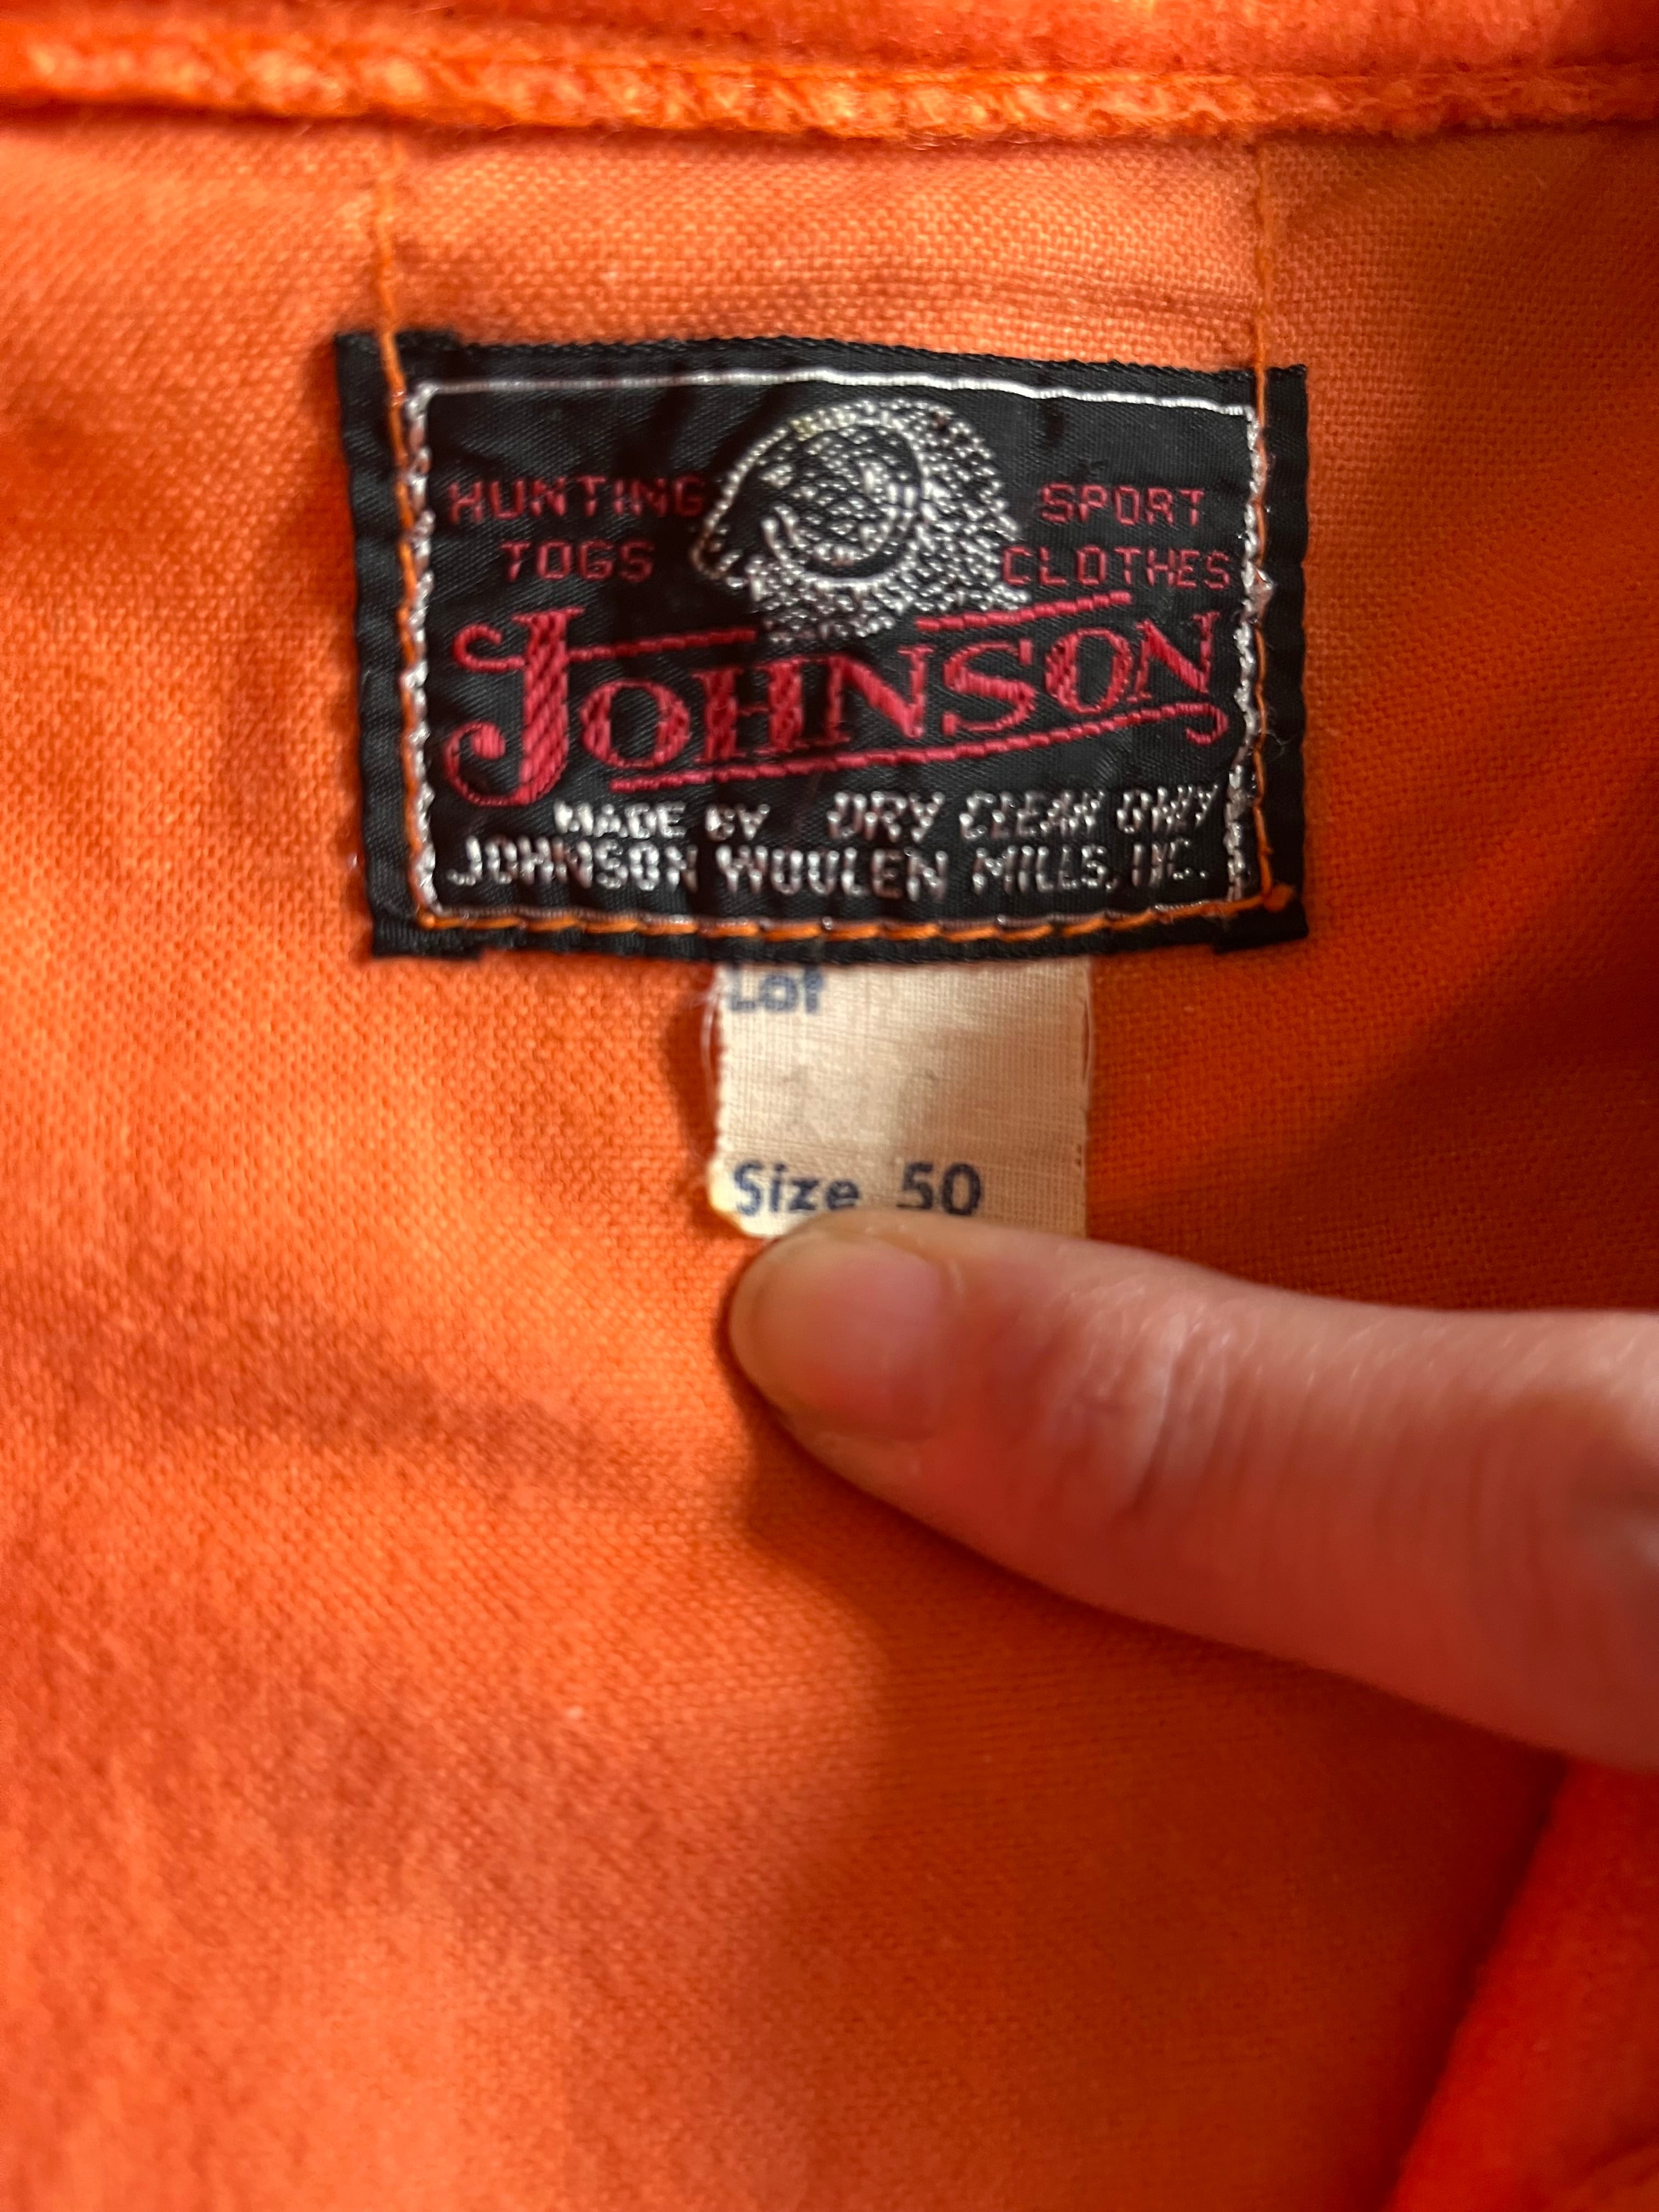 HUNTING TOGS
SPORT CLOTHES
JOHNSON
MADE BY DRY CLEAN ONLY
JOHNSON WOOLEN MILLS, INC.
Lot
Size 50